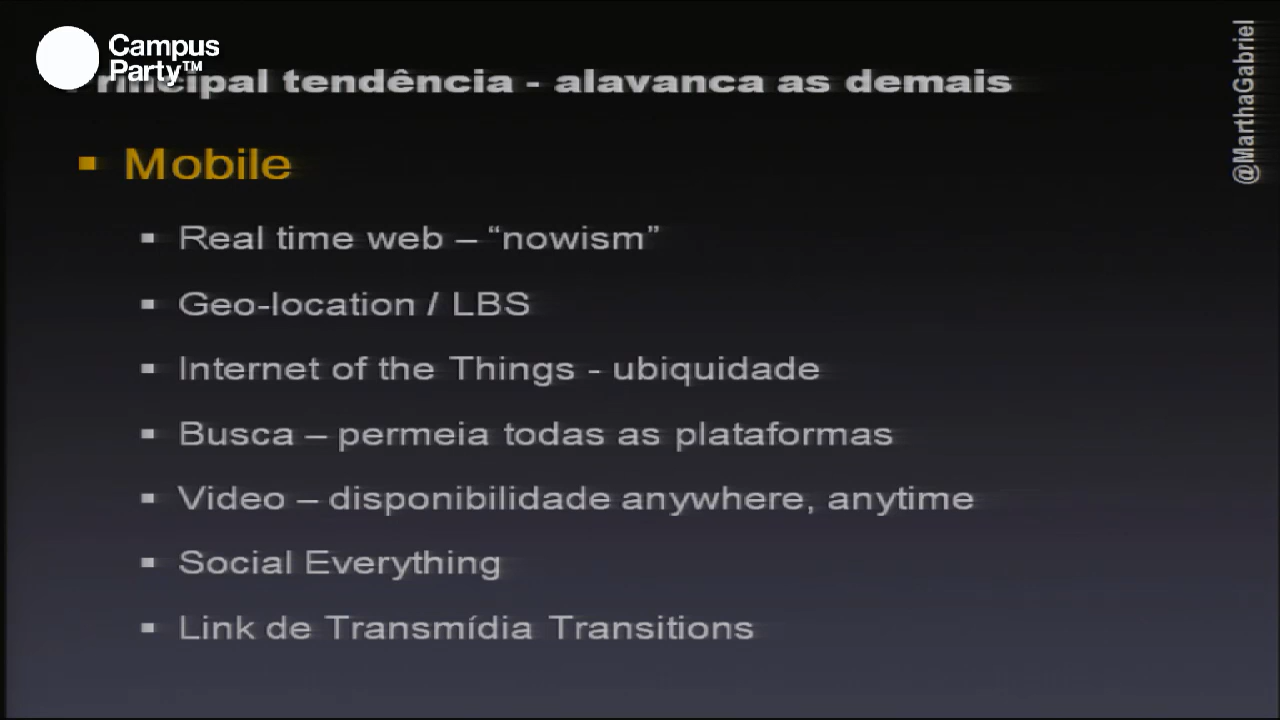 Campus
Party™
Principal tendência - alavanca as demais
@MarthaGabriel
▪ Mobile
▪ Real time web – “nowism”
▪ Geo-location / LBS
▪ Internet of the Things - ubiquidade
▪ Busca – permeia todas as plataformas
▪ Video – disponibilidade anywhere, anytime
▪ Social Everything
▪ Link de Transmídia Transitions